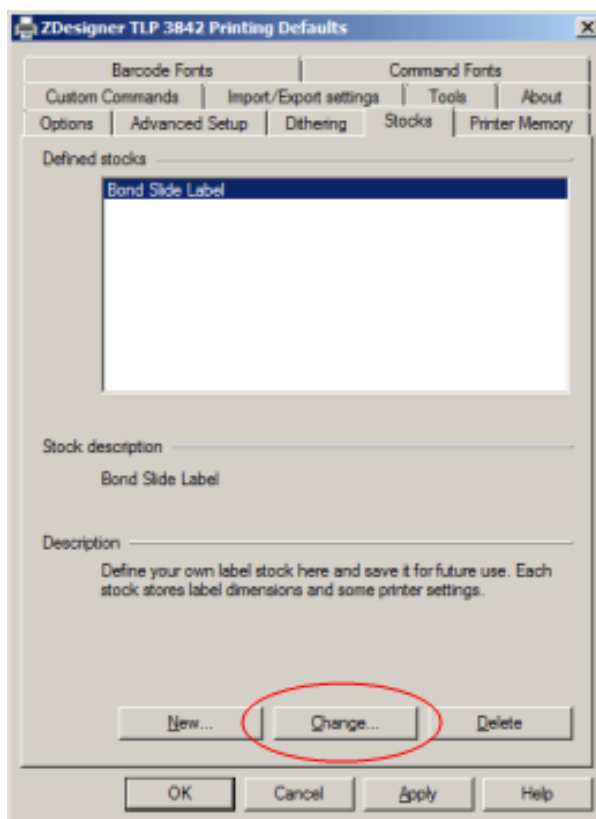 ZDesigner TLP 3842 Printing Defaults
Barcode Fonts Command Fonts
Custom Commands Import/Export settings Tools About
Options Advanced Setup Dithering Stocks Printer Memory
Defined stocks
Bond Slide Label
Stock description
Bond Slide Label
Description
Define your own label stock here and save it for future use. Each
stock stores label dimensions and some printer settings.
New... Change... Delete
OK Cancel Apply Help